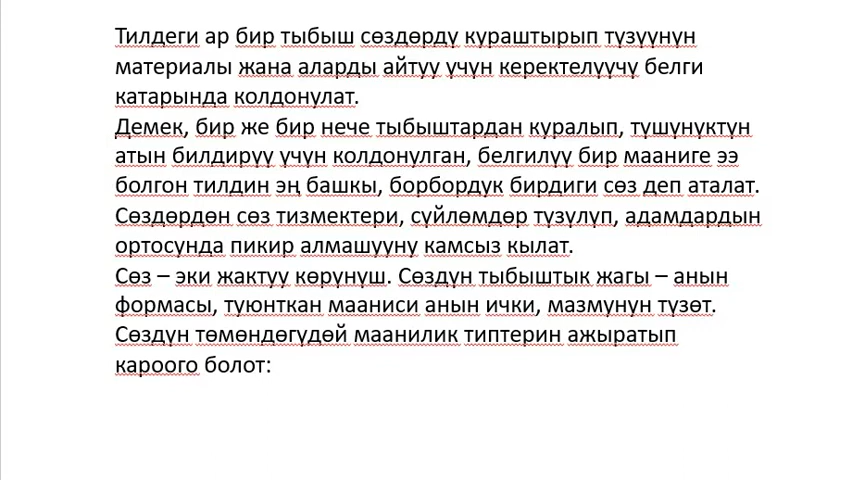 Тилдеги ар бир тыбыш сөздөрдү кураштырып түзүүнүн
материалы жана аларды айтуу үчүн керектелүүчү белги
катарында колдонулат.
Демек, бир же бир нече тыбыштардан куралып, түшүнүктүн
атын билдирүү үчүн колдонулган, белгилүү бир мааниге ээ
болгон тилдин эң башкы, борбордук бирдиги сөз деп аталат.
Сөздөрдөн сөз тизмектери, сүйлөмдөр түзүлүп, адамдардын
ортосунда пикир алмашууну камсыз кылат.
Сөз – эки жактуу көрүнүш. Сөздүн тыбыштык жагы – анын
формасы, туюнткан мааниси анын ички, мазмунун түзөт.
Сөздүн төмөндөгүдөй маанилик типтерин ажыратып
кароого болот: